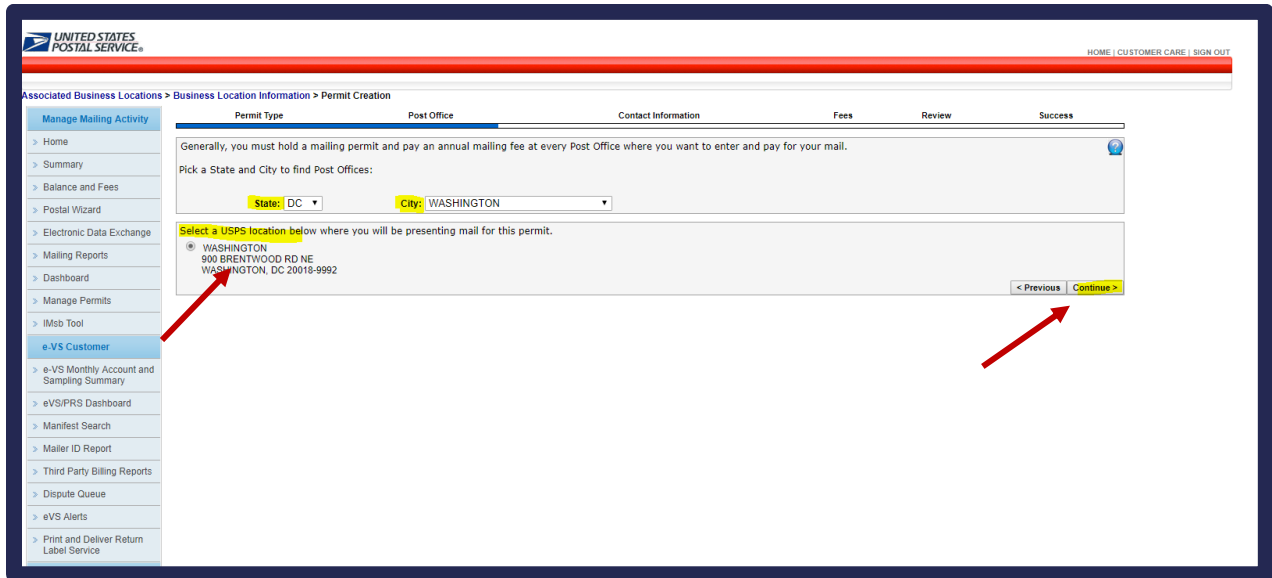 UNITED STATES
POSTAL SERVICE®
HOME | CUSTOMER CARE | SIGN OUT
Associated Business Locations > Business Location Information > Permit Creation
Manage Mailing Activity
» Home
» Summary
» Balance and Fees
» Postal Wizard
» Electronic Data Exchange
» Mailing Reports
» Dashboard
» Manage Permits
» IMsb Tool
e-VS Customer
» e-VS Monthly Account and
Sampling Summary
» eVS/PRS Dashboard
» Manifest Search
» Mailer ID Report
» Third Party Billing Reports
» Dispute Queue
» eVS Alerts
» Print and Deliver Return
Label Service
Permit Type Post Office Contact Information Fees Review Success
Generally, you must hold a mailing permit and pay an annual mailing fee at every Post Office where you want to enter and pay for your mail.
?
Pick a State and City to find Post Offices:
State: DC City: WASHINGTON
Select a USPS location below where you will be presenting mail for this permit.
WASHINGTON
900 BRENTWOOD RD NE
WASHINGTON, DC 20018-9992
< Previous Continue >